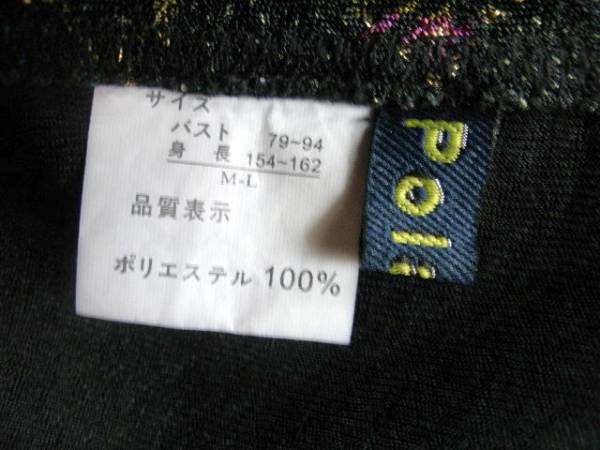 サイズ
バスト 79~94
身長 154~162
M-L
品質表示
ポリエステル 100%